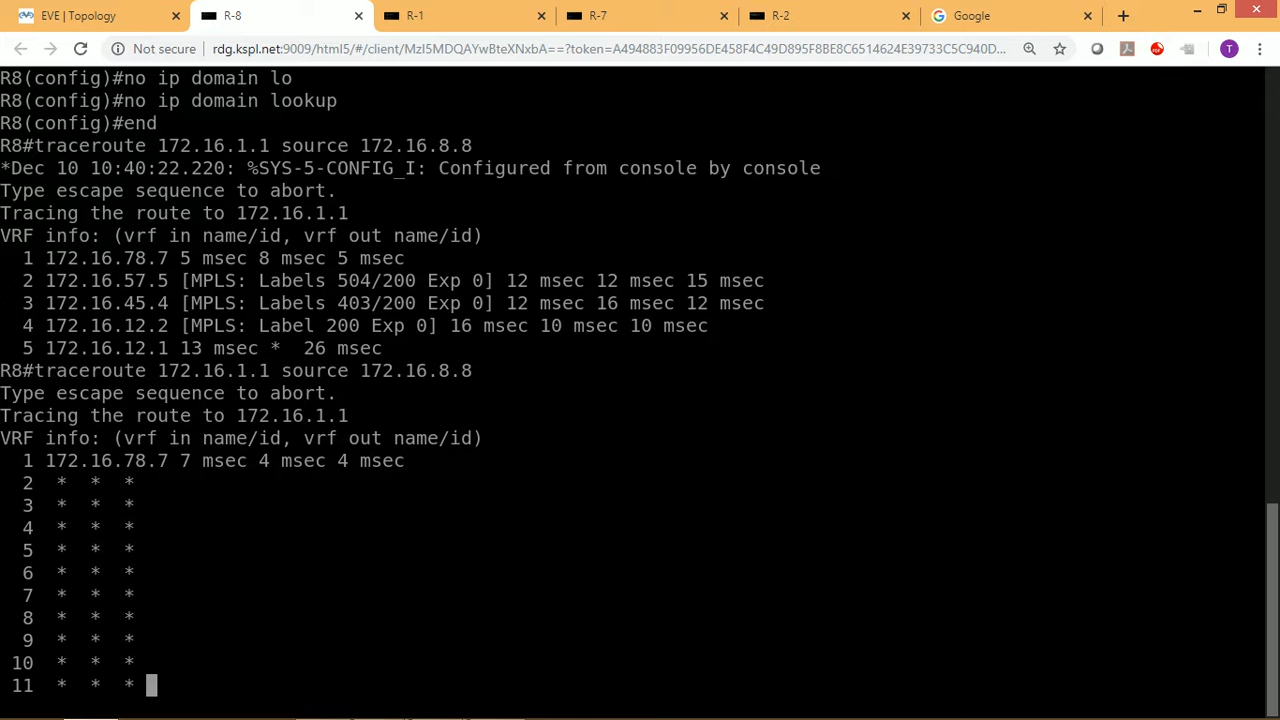 EVE | Topology
R-8
R-1
R-7
R-2
Google
Not secure
rdg.kspl.net:9009/html5/#/client/MzI5MDQAYwBteXNxbA==?token=A494883F09956DE458F4C49D895F8BE8C6514624E39733C5C940D...
T
R8(config)#no ip domain lo
R8(config)#no ip domain lookup
R8(config)#end
R8#traceroute 172.16.1.1 source 172.16.8.8
*Dec 10 10:40:22.220: %SYS-5-CONFIG_I: Configured from console by console
Type escape sequence to abort.
Tracing the route to 172.16.1.1
VRF info: (vrf in name/id, vrf out name/id)
1 172.16.78.7 5 msec 8 msec 5 msec
2 172.16.57.5 [MPLS: Labels 504/200 Exp 0] 12 msec 12 msec 15 msec
3 172.16.45.4 [MPLS: Labels 403/200 Exp 0] 12 msec 16 msec 12 msec
4 172.16.12.2 [MPLS: Label 200 Exp 0] 16 msec 10 msec 10 msec
5 172.16.12.1 13 msec *  26 msec
R8#traceroute 172.16.1.1 source 172.16.8.8
Type escape sequence to abort.
Tracing the route to 172.16.1.1
VRF info: (vrf in name/id, vrf out name/id)
1 172.16.78.7 7 msec 4 msec 4 msec
2  *  *  *
3  *  *  *
4  *  *  *
5  *  *  *
6  *  *  *
7  *  *  *
8  *  *  *
9  *  *  *
10  *  *  *
11  *  *  *